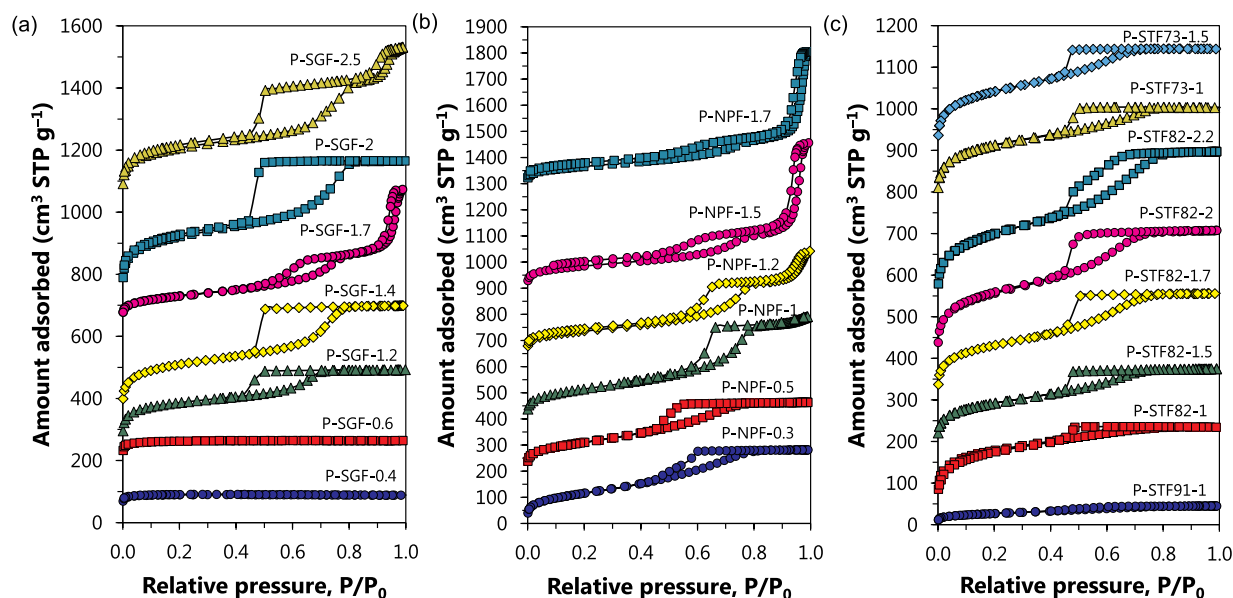 (a)
Amount adsorbed (cm³ STP g⁻¹)
1600
1400
1200
1000
800
600
400
200
0
P-SGF-2.5
P-SGF-2
P-SGF-1.7
P-SGF-1.4
P-SGF-1.2
P-SGF-0.6
P-SGF-0.4
0.0 0.2 0.4 0.6 0.8 1.0
Relative pressure, P/P₀
(b)
Amount adsorbed (cm³ STP g⁻¹)
1900
1800
1700
1600
1500
1400
1300
1200
1100
1000
900
800
700
600
500
400
300
200
100
0
P-NPF-1.7
P-NPF-1.5
P-NPF-1.2
P-NPF-1
P-NPF-0.5
P-NPF-0.3
0.0 0.2 0.4 0.6 0.8 1.0
Relative pressure, P/P₀
(c)
Amount adsorbed (cm³ STP g⁻¹)
1200
1100
1000
900
800
700
600
500
400
300
200
100
0
P-STF73-1.5
P-STF73-1
P-STF82-2.2
P-STF82-2
P-STF82-1.7
P-STF82-1.5
P-STF82-1
P-STF91-1
0.0 0.2 0.4 0.6 0.8 1.0
Relative pressure, P/P₀